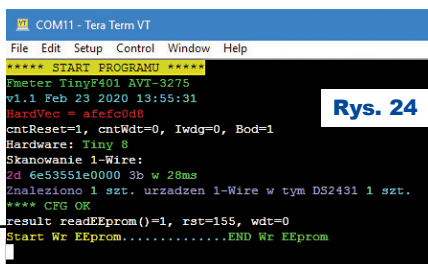 COM11 - Tera Term VT
File Edit Setup Control Window Help
***** START PROGRAMU *****
Fmeter TinyF401 AVT-3275
v1.1 Feb 23 2020 13:55:31
Rys. 24
HardVec = afefc0d8
cntReset=1, cntWdt=0, Iwdg=0, Bod=1
Hardware: Tiny 8
Skanowanie 1-Wire:
2d 6e53551e0000 3b w 28ms
Znaleziono 1 szt. urzadzen 1-Wire w tym DS2431 1 szt.
**** CFG OK
result readEEprom()=1, rst=155, wdt=0
Start Wr EEprom..............END Wr EEprom